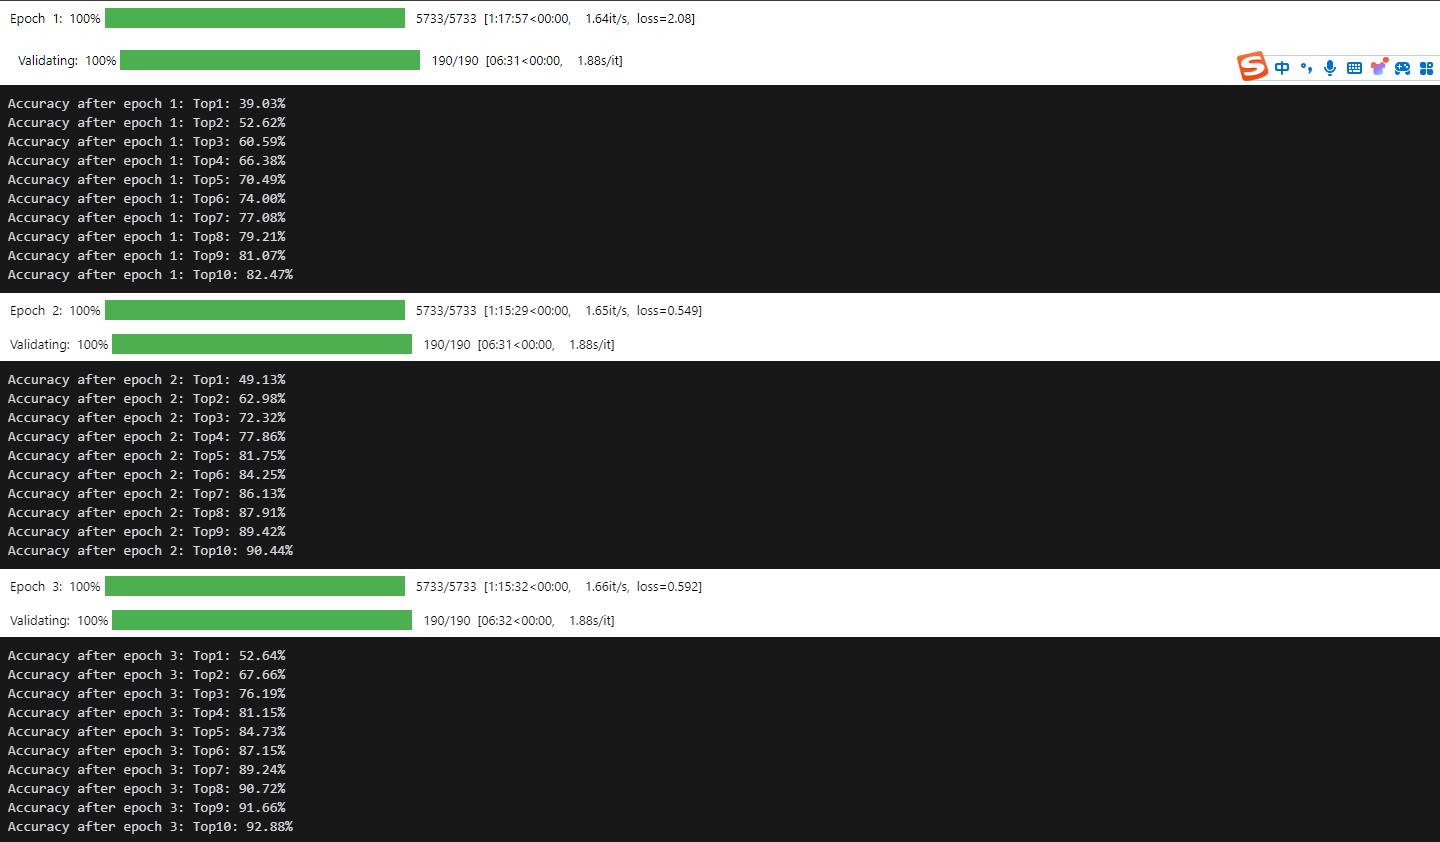 Epoch 1: 100% 5733/5733 [1:17:57<00:00, 1.64it/s, loss=2.08]
Validating: 100% 190/190 [06:31<00:00, 1.88s/it]
S 中 °,
Accuracy after epoch 1: Top1: 39.03%
Accuracy after epoch 1: Top2: 52.62%
Accuracy after epoch 1: Top3: 60.59%
Accuracy after epoch 1: Top4: 66.38%
Accuracy after epoch 1: Top5: 70.49%
Accuracy after epoch 1: Top6: 74.00%
Accuracy after epoch 1: Top7: 77.08%
Accuracy after epoch 1: Top8: 79.21%
Accuracy after epoch 1: Top9: 81.07%
Accuracy after epoch 1: Top10: 82.47%
Epoch 2: 100% 5733/5733 [1:15:29<00:00, 1.65it/s, loss=0.549]
Validating: 100% 190/190 [06:31<00:00, 1.88s/it]
Accuracy after epoch 2: Top1: 49.13%
Accuracy after epoch 2: Top2: 62.98%
Accuracy after epoch 2: Top3: 72.32%
Accuracy after epoch 2: Top4: 77.86%
Accuracy after epoch 2: Top5: 81.75%
Accuracy after epoch 2: Top6: 84.25%
Accuracy after epoch 2: Top7: 86.13%
Accuracy after epoch 2: Top8: 87.91%
Accuracy after epoch 2: Top9: 89.42%
Accuracy after epoch 2: Top10: 90.44%
Epoch 3: 100% 5733/5733 [1:15:32<00:00, 1.66it/s, loss=0.592]
Validating: 100% 190/190 [06:32<00:00, 1.88s/it]
Accuracy after epoch 3: Top1: 52.64%
Accuracy after epoch 3: Top2: 67.66%
Accuracy after epoch 3: Top3: 76.19%
Accuracy after epoch 3: Top4: 81.15%
Accuracy after epoch 3: Top5: 84.73%
Accuracy after epoch 3: Top6: 87.15%
Accuracy after epoch 3: Top7: 89.24%
Accuracy after epoch 3: Top8: 90.72%
Accuracy after epoch 3: Top9: 91.66%
Accuracy after epoch 3: Top10: 92.88%